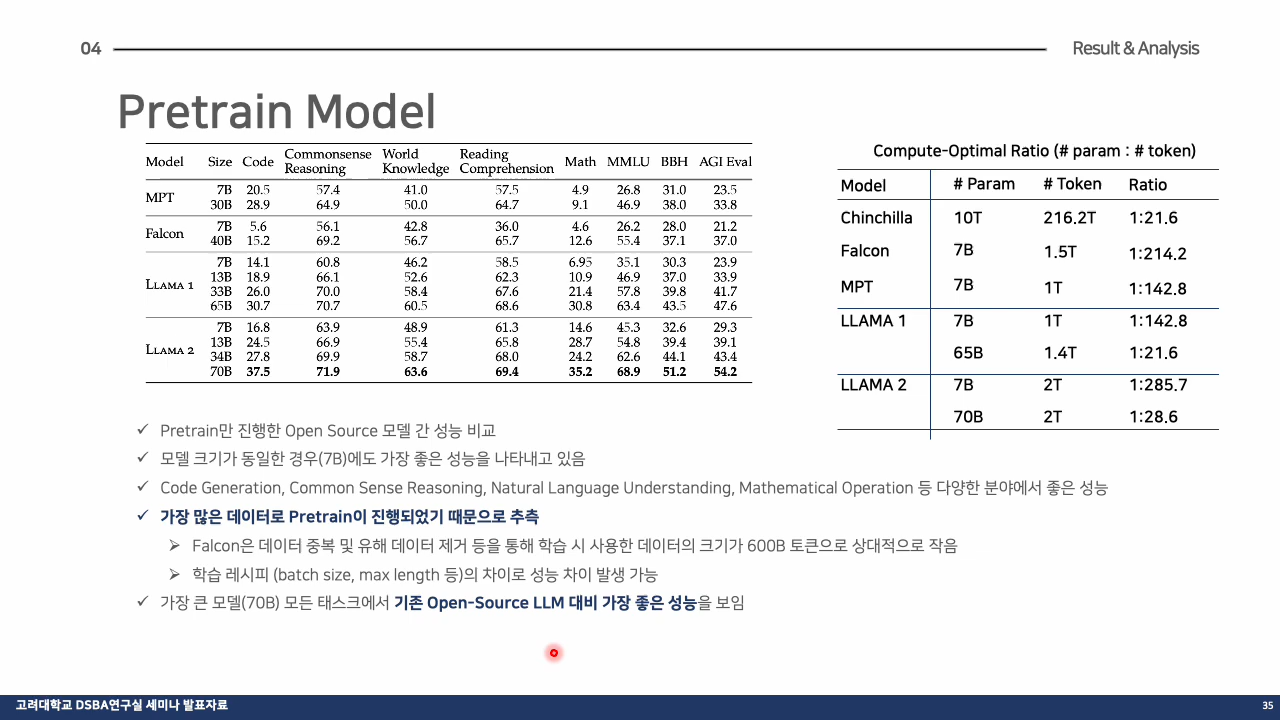 04
Result & Analysis
Pretrain Model
Model Size Code Commonsense Reasoning World Knowledge Reading Comprehension Math MMLU BBH AGI Eval
MPT 7B 20.5 57.4 41.0 57.5 4.9 26.8 31.0 23.5
30B 28.9 64.9 50.0 64.7 9.1 46.9 38.0 33.8
Falcon 7B 5.6 56.1 42.8 36.0 4.6 26.2 28.0 21.2
40B 15.2 69.2 56.7 65.7 12.6 55.4 37.1 37.0
LLAMA 1 7B 14.1 60.8 46.2 58.5 6.95 35.1 30.3 23.9
13B 18.9 66.1 52.6 62.3 10.9 46.9 37.0 33.9
33B 26.0 70.0 58.4 67.6 21.4 57.8 39.8 41.7
65B 30.7 70.7 60.5 68.6 30.8 63.4 43.5 47.6
LLAMA 2 7B 16.8 63.9 48.9 61.3 14.6 45.3 32.6 29.3
13B 24.5 66.9 55.4 65.8 28.7 54.8 39.4 39.1
34B 27.8 69.9 58.7 68.0 24.2 62.6 44.1 43.4
70B 37.5 71.9 63.6 69.4 35.2 68.9 51.2 54.2
Compute-Optimal Ratio (# param : # token)
Model # Param # Token Ratio
Chinchilla 10T 216.2T 1:21.6
Falcon 7B 1.5T 1:214.2
MPT 7B 1T 1:142.8
LLAMA 1 7B 1T 1:142.8
65B 1.4T 1:21.6
LLAMA 2 7B 2T 1:285.7
70B 2T 1:28.6
✓ Pretrain만 진행한 Open Source 모델 간 성능 비교
✓ 모델 크기가 동일한 경우(7B)에도 가장 좋은 성능을 나타내고 있음
✓ Code Generation, Common Sense Reasoning, Natural Language Understanding, Mathematical Operation 등 다양한 분야에서 좋은 성능
✓ 가장 많은 데이터로 Pretrain이 진행되었기 때문으로 추측
➢ Falcon은 데이터 중복 및 유해 데이터 제거 등을 통해 학습 시 사용한 데이터의 크기가 600B 토큰으로 상대적으로 작음
➢ 학습 레시피 (batch size, max length 등)의 차이로 성능 차이 발생 가능
✓ 가장 큰 모델(70B) 모든 태스크에서 기존 Open-Source LLM 대비 가장 좋은 성능을 보임
고려대학교 DSBA연구실 세미나 발표자료
35